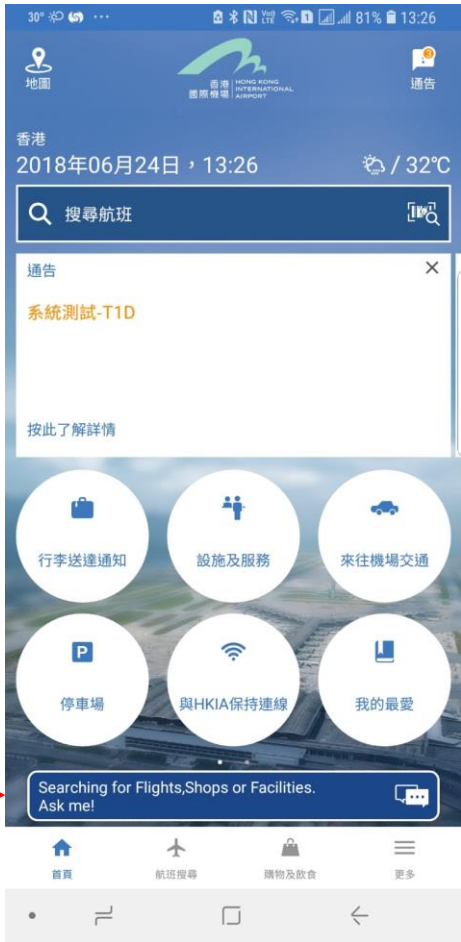 30° ... 81% 13:26
地圖
香港 國際機場 HONG KONG INTERNATIONAL AIRPORT
3
通告
香港
2018年06月24日，13:26
/ 32℃
搜尋航班
通告
系統測試-T1D
按此了解詳情
行李送達通知
設施及服務
來往機場交通
P
停車場
與HKIA保持連線
我的最愛
Searching for Flights,Shops or Facilities.
Ask me!
首頁
航班搜尋
購物及飲食
更多